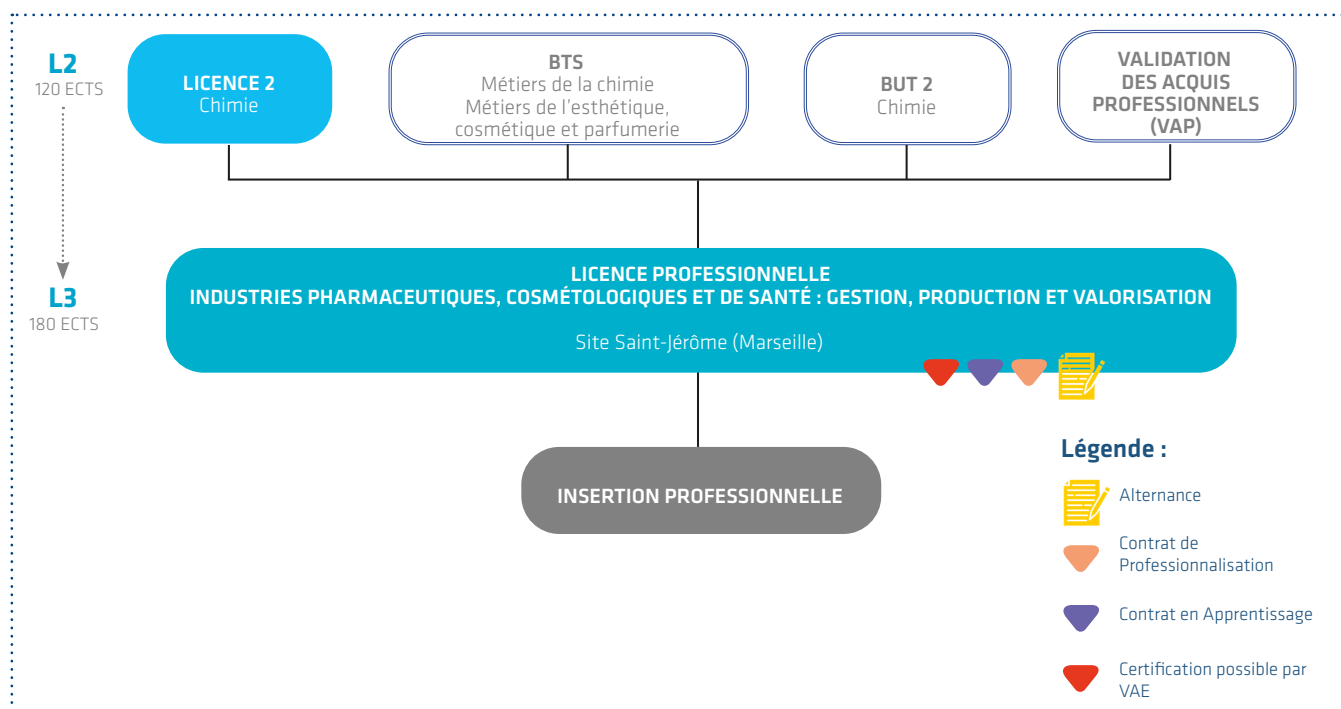 L2
120 ECTS
LICENCE 2
Chimie
BTS
Métiers de la chimie
Métiers de l'esthétique,
cosmétique et parfumerie
BUT 2
Chimie
VALIDATION
DES ACQUIS
PROFESSIONNELS
(VAP)
L3
180 ECTS
LICENCE PROFESSIONNELLE
INDUSTRIES PHARMACEUTIQUES, COSMÉTOLOGIQUES ET DE SANTÉ : GESTION, PRODUCTION ET VALORISATION
Site Saint-Jérôme (Marseille)
INSERTION PROFESSIONNELLE
Légende :
Alternance
Contrat de
Professionnalisation
Contrat en Apprentissage
Certification possible par
VAE